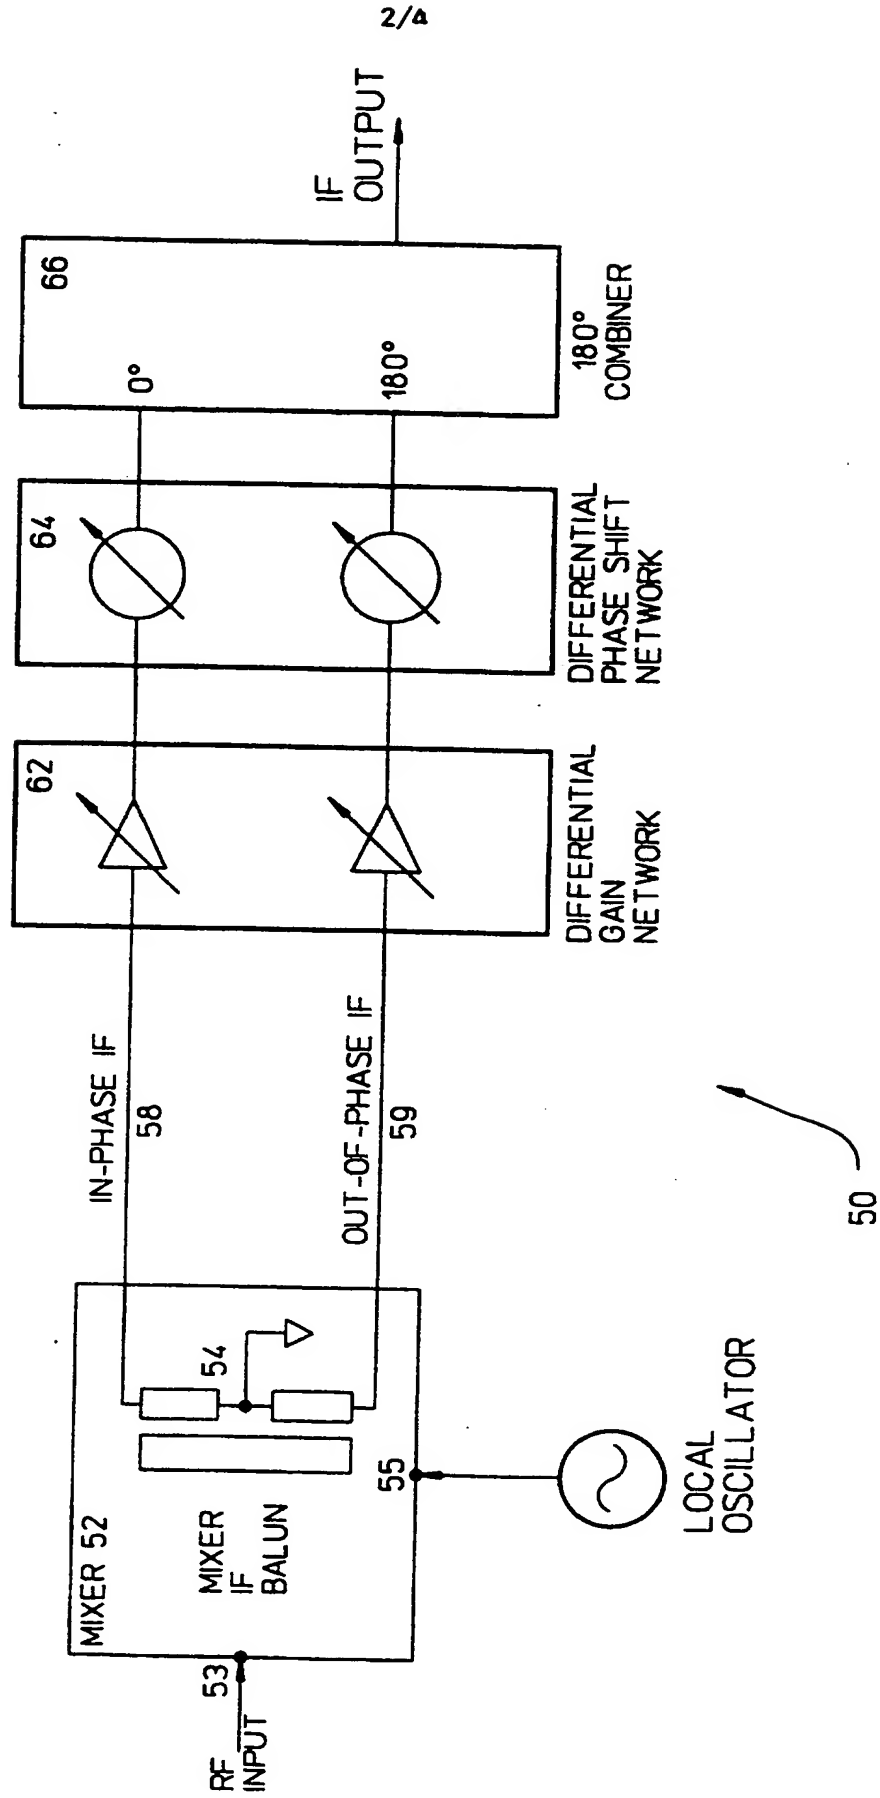 2/4
RF
INPUT
53
MIXER 52
MIXER
IF
BALUN
54
55
LOCAL
OSCILLATOR
IN-PHASE IF
58
OUT-OF-PHASE IF
59
50
62
DIFFERENTIAL
GAIN
NETWORK
64
DIFFERENTIAL
PHASE SHIFT
NETWORK
66
0°
180°
180°
COMBINER
IF
OUTPUT